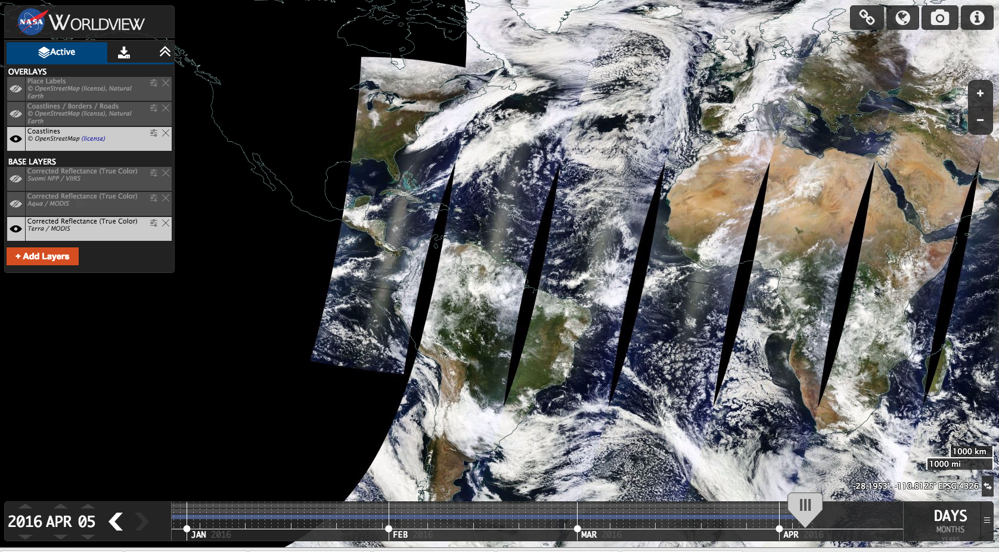 NASA WORLDVIEW
Active
OVERLAYS
Place Labels
© OpenStreetMap (license), Natural
Earth
Coastlines / Borders / Roads
© OpenStreetMap (license), Natural
Earth
Coastlines
© OpenStreetMap (license)
BASE LAYERS
Corrected Reflectance (True Color)
Suomi NPP / VIIRS
Corrected Reflectance (True Color)
Aqua / MODIS
Corrected Reflectance (True Color)
Terra / MODIS
+ Add Layers
+
−
1000 km
1000 mi
-28.1953°, -110.8125° EPSG:4326
2016 APR 05
JAN 2016
FEB 2016
MAR 2016
APR 2016
DAYS
MONTHS
YEARS